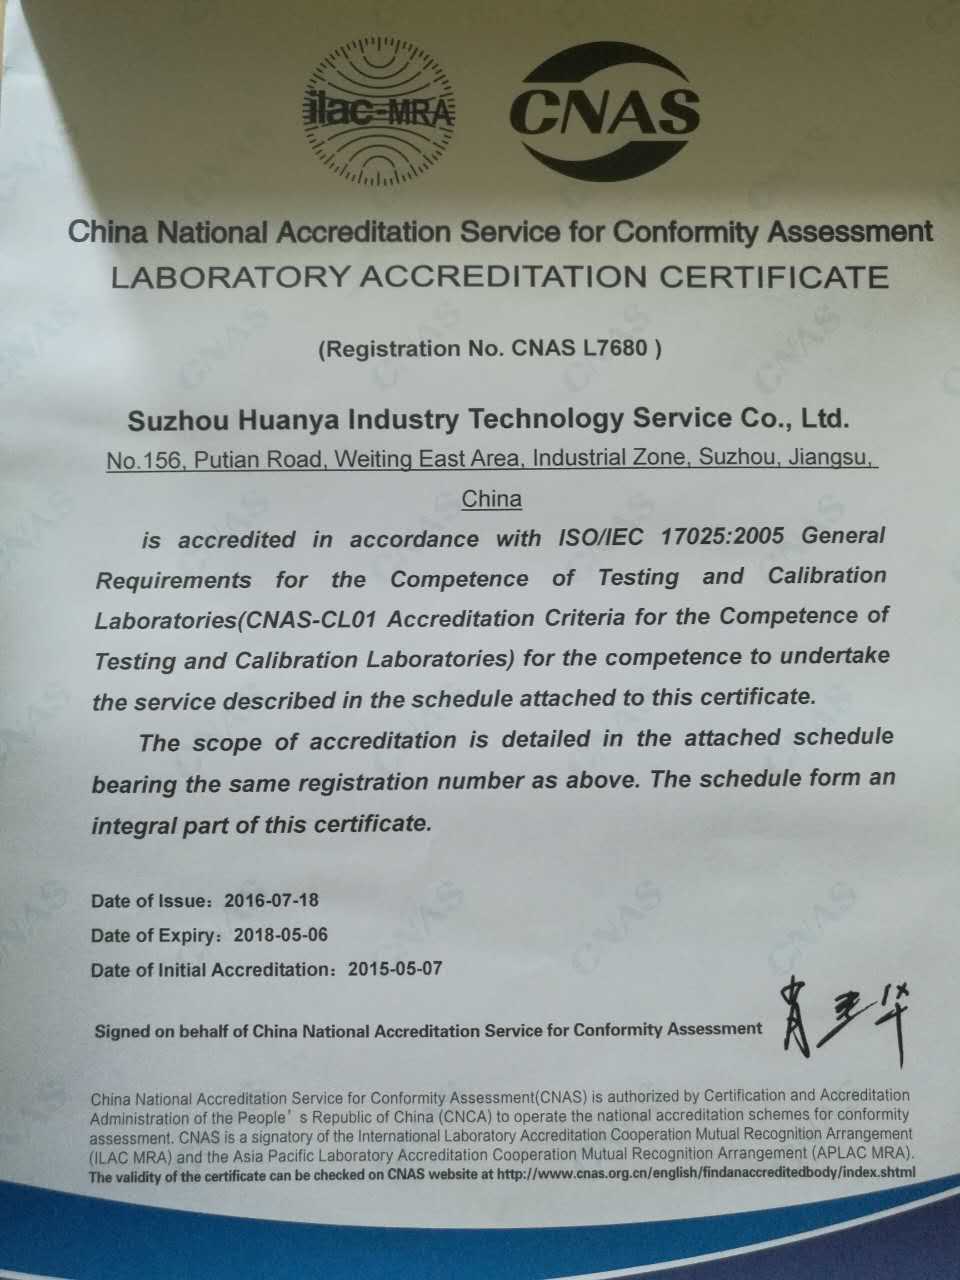 ilac-MRA
CNAS
China National Accreditation Service for Conformity Assessment
LABORATORY ACCREDITATION CERTIFICATE
(Registration No. CNAS L7680 )
Suzhou Huanya Industry Technology Service Co., Ltd.
No.156, Putian Road, Weiting East Area, Industrial Zone, Suzhou, Jiangsu,
China
is accredited in accordance with ISO/IEC 17025:2005 General
Requirements for the Competence of Testing and Calibration
Laboratories(CNAS-CL01 Accreditation Criteria for the Competence of
Testing and Calibration Laboratories) for the competence to undertake
the service described in the schedule attached to this certificate.
The scope of accreditation is detailed in the attached schedule
bearing the same registration number as above. The schedule form an
integral part of this certificate.
Date of Issue：2016-07-18
Date of Expiry：2018-05-06
Date of Initial Accreditation：2015-05-07
Signed on behalf of China National Accreditation Service for Conformity Assessment
China National Accreditation Service for Conformity Assessment(CNAS) is authorized by Certification and Accreditation
Administration of the People’s Republic of China (CNCA) to operate the national accreditation schemes for conformity
assessment. CNAS is a signatory of the International Laboratory Accreditation Cooperation Mutual Recognition Arrangement
(ILAC MRA) and the Asia Pacific Laboratory Accreditation Cooperation Mutual Recognition Arrangement (APLAC MRA).
The validity of the certificate can be checked on CNAS website at http://www.cnas.org.cn/english/findanaccreditedbody/index.shtml